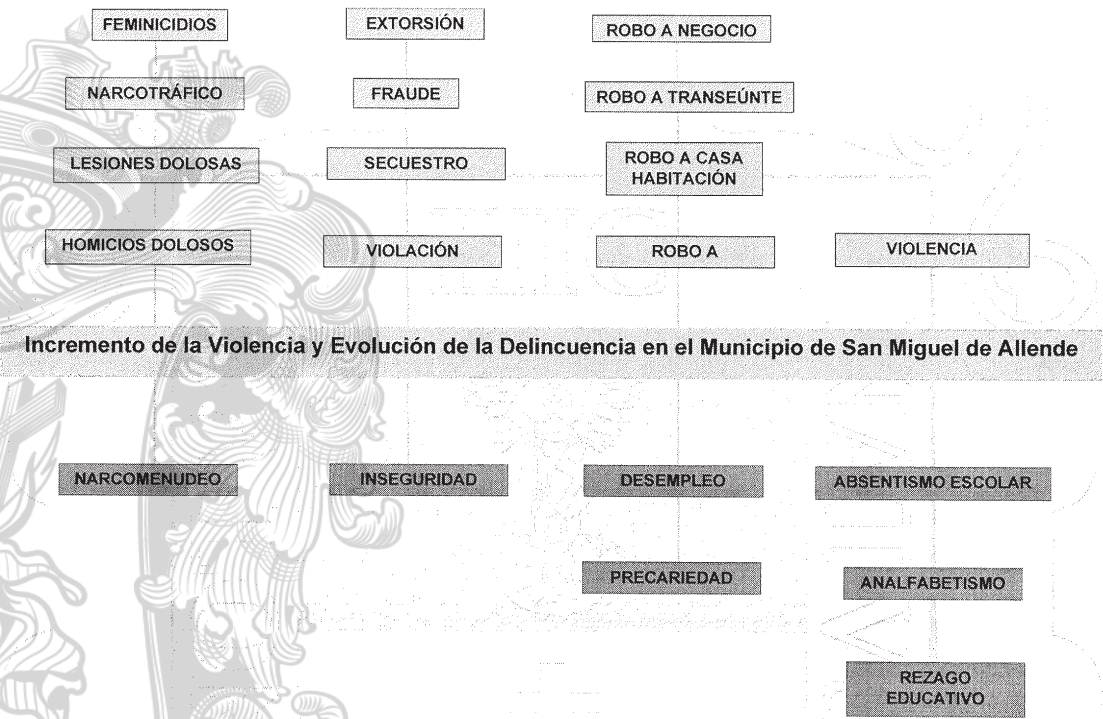 FEMINICIDIOS
EXTORSIÓN
ROBO A NEGOCIO
NARCOTRÁFICO
FRAUDE
ROBO A TRANSEÚNTE
LESIONES DOLOSAS
SECUESTRO
ROBO A CASA
HABITACIÓN
HOMICIOS DOLOSOS
VIOLACIÓN
ROBO A
VIOLENCIA
Incremento de la Violencia y Evolución de la Delincuencia en el Municipio de San Miguel de Allende
NARCOMENUDEO
INSEGURIDAD
DESEMPLEO
ABSENTISMO ESCOLAR
PRECARIEDAD
ANALFABETISMO
REZAGO
EDUCATIVO